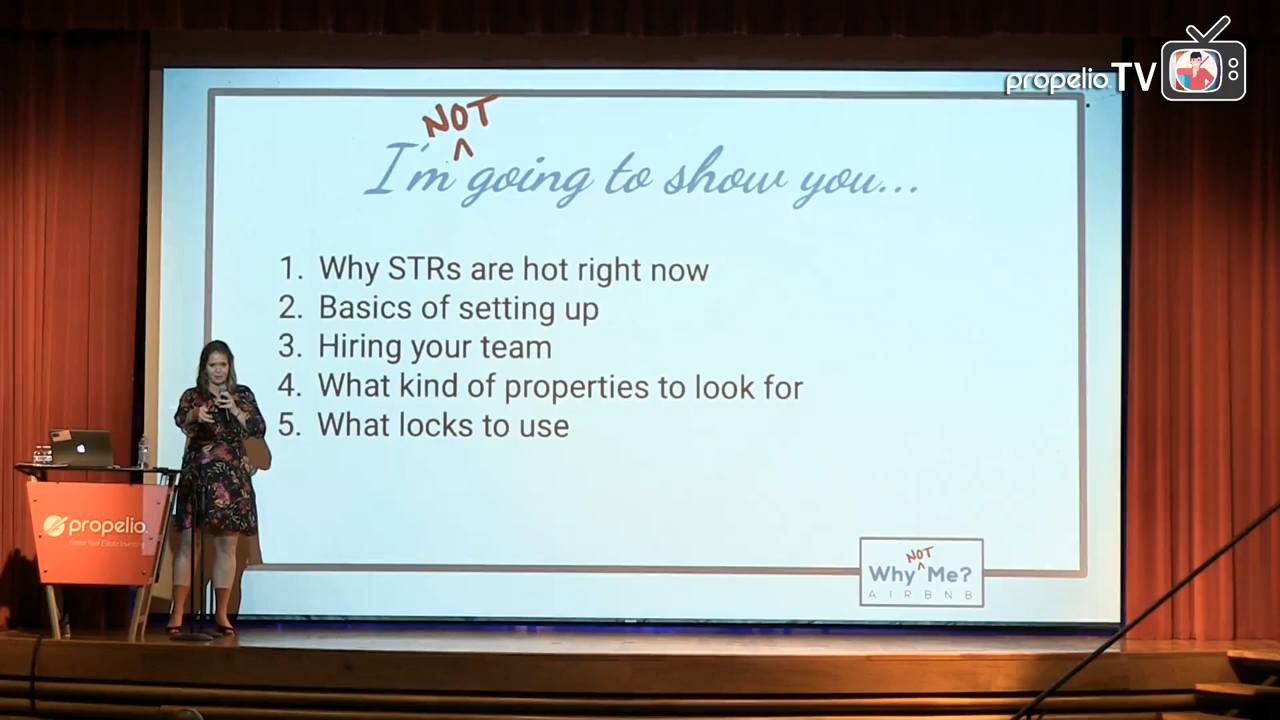 propelio TV
NOT
I'm ^ going to show you...
1. Why STRs are hot right now
2. Basics of setting up
3. Hiring your team
4. What kind of properties to look for
5. What locks to use
propelio.
NOT
Why ^ Me?
AIRBNB